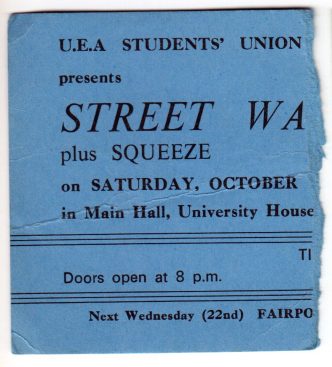 U.E.A STUDENTS' UNION
presents
STREET WA
plus SQUEEZE
on SATURDAY, OCTOBER
in Main Hall, University House
TI
Doors open at 8 p.m.
Next Wednesday (22nd) FAIRPO